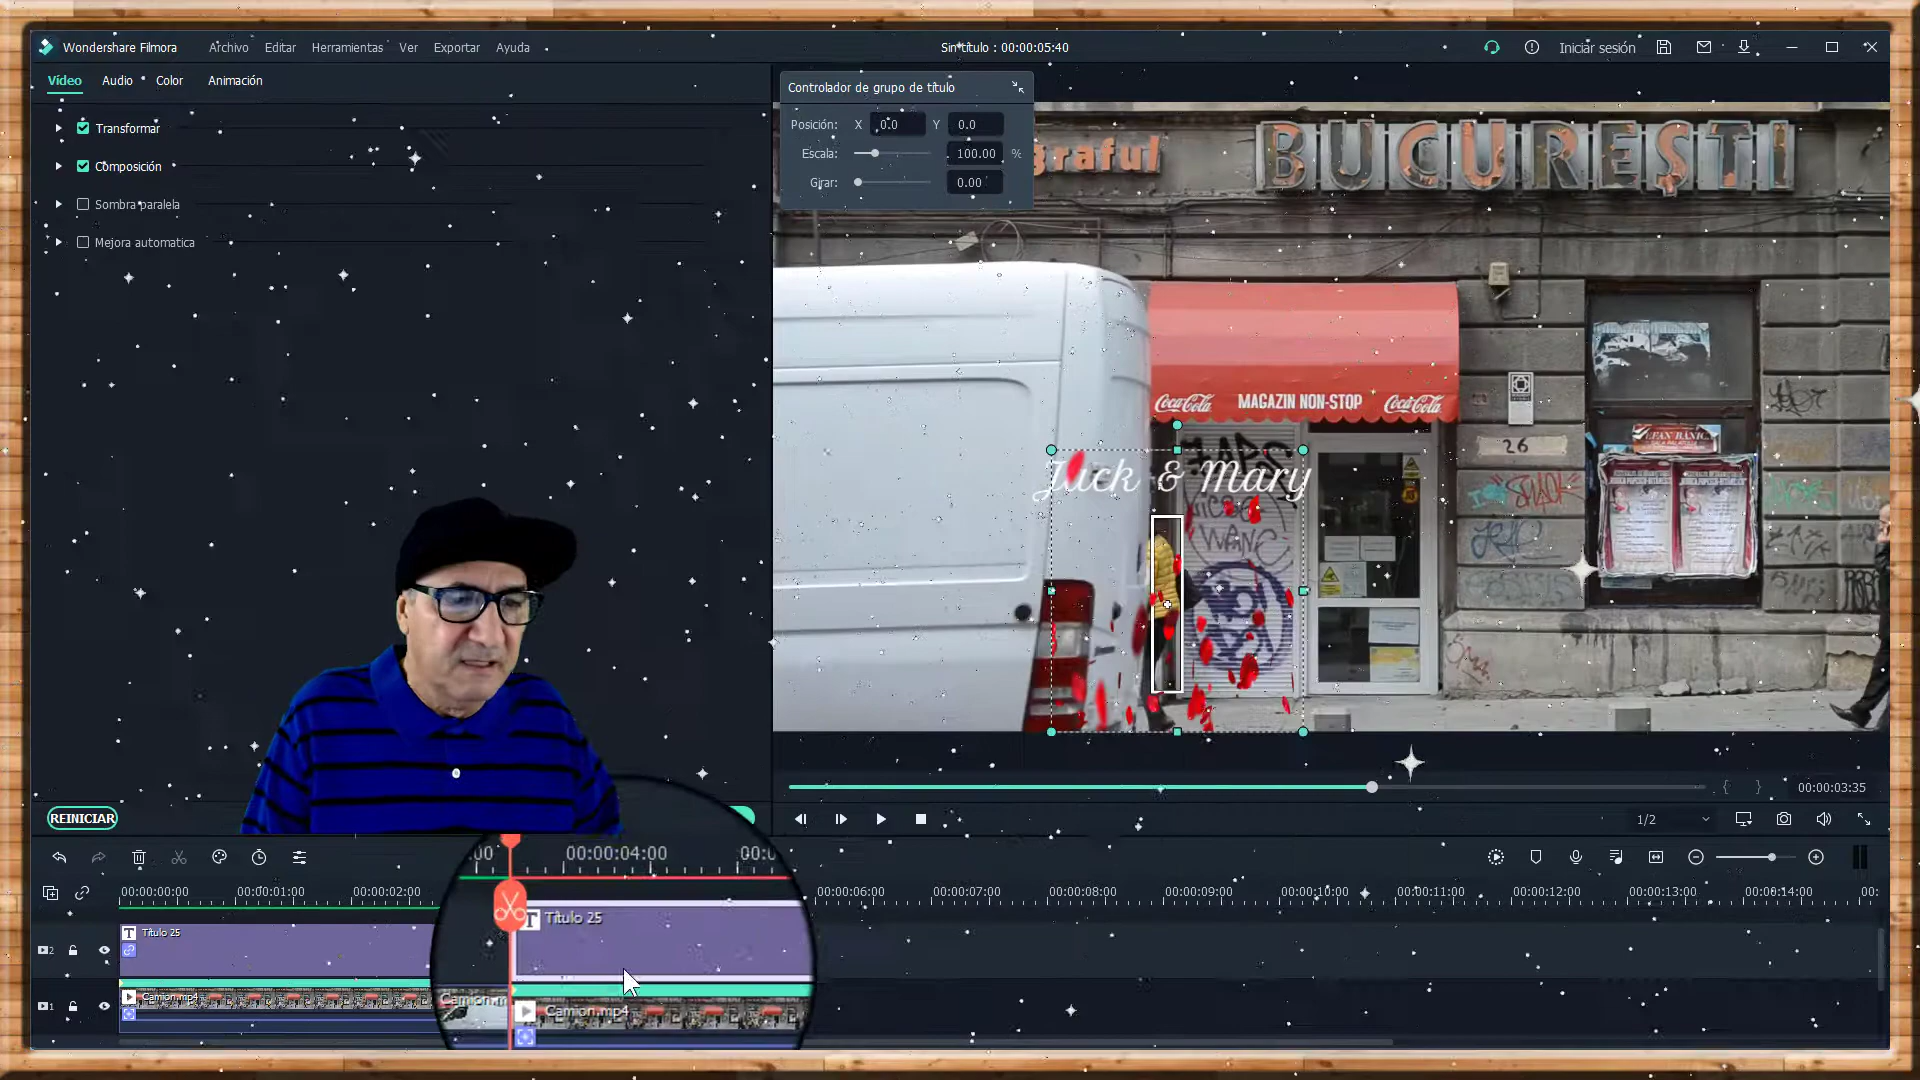 Wondershare Filmora Archivo Editar Herramientas Ver Exportar Ayuda Sin título : 00:00:05:40 Iniciar sesión
Vídeo Audio Color Animación
Transformar
Composición
Sombra paralela
Mejora automatica
Controlador de grupo de título
Posición: X 0.0 Y 0.0
Escala: 100.00 %
Girar: 0.00
graful BUCUREȘTI
Coca-Cola MAGAZIN NON-STOP Coca-Cola
26
Jack & Mary
REINICIAR
00:00:03:35
1/2
00:00:00:00 00:00:01:00 00:00:02:00 00:00:04:00 00:00:06:00 00:00:07:00 00:00:08:00 00:00:09:00 00:00:10:00 00:00:11:00 00:00:12:00 00:00:13:00 00:00:14:00
Título 25
Título 25
2
Camion.mp4
Camion.m
Camion.mp4
1